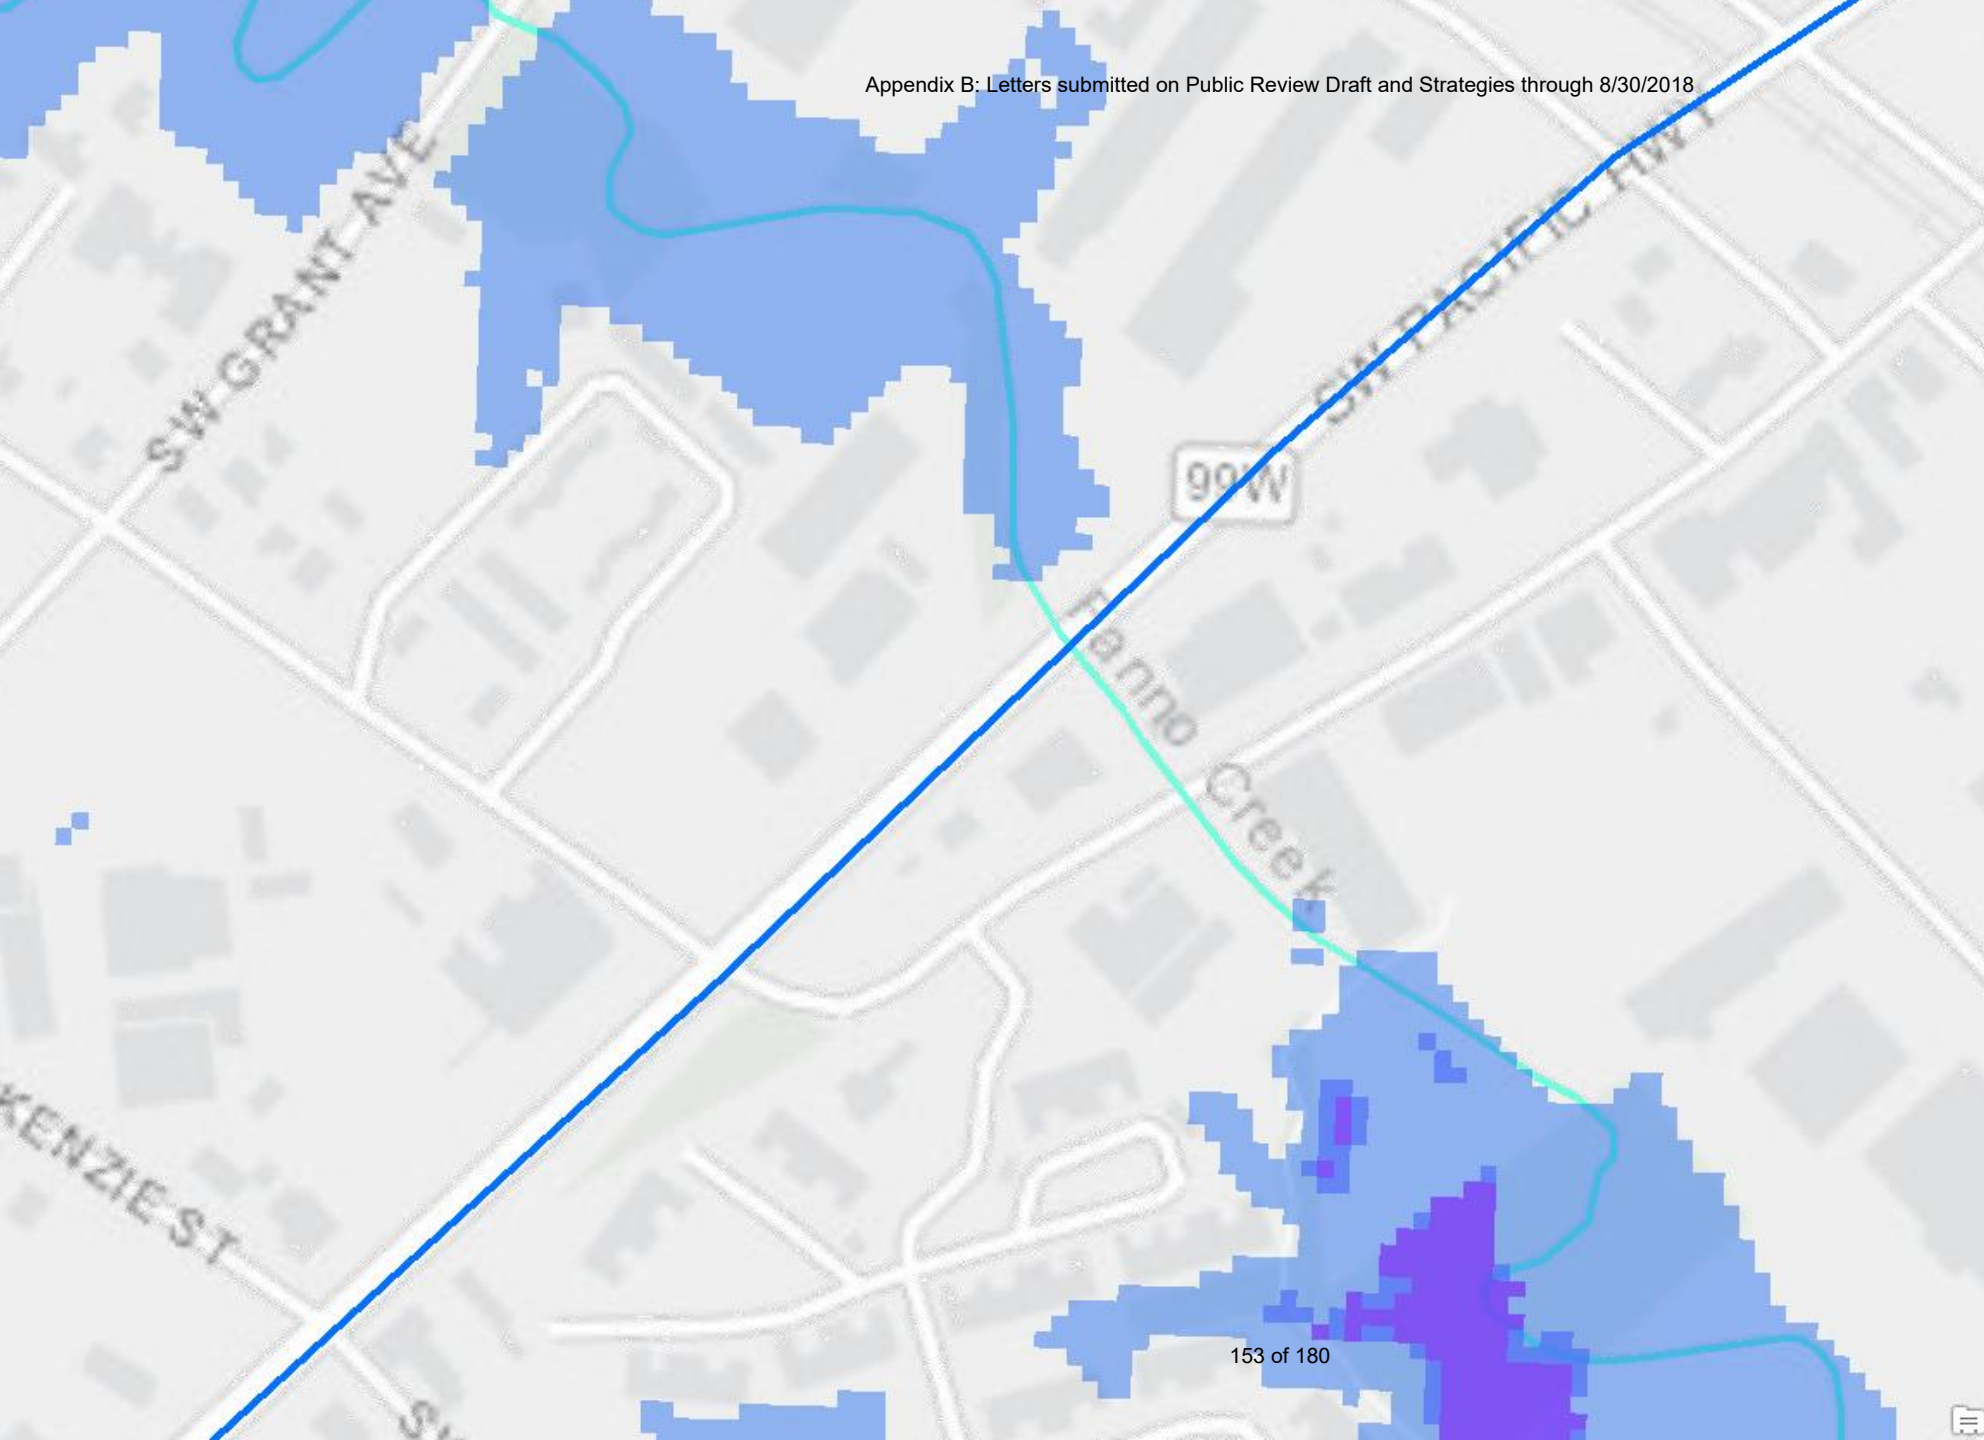 Appendix B: Letters submitted on Public Review Draft and Strategies through 8/30/2018
SW GRANT AVE
SW PACIFIC HWY
99W
Fanno Creek
KENZIE ST
153 of 180